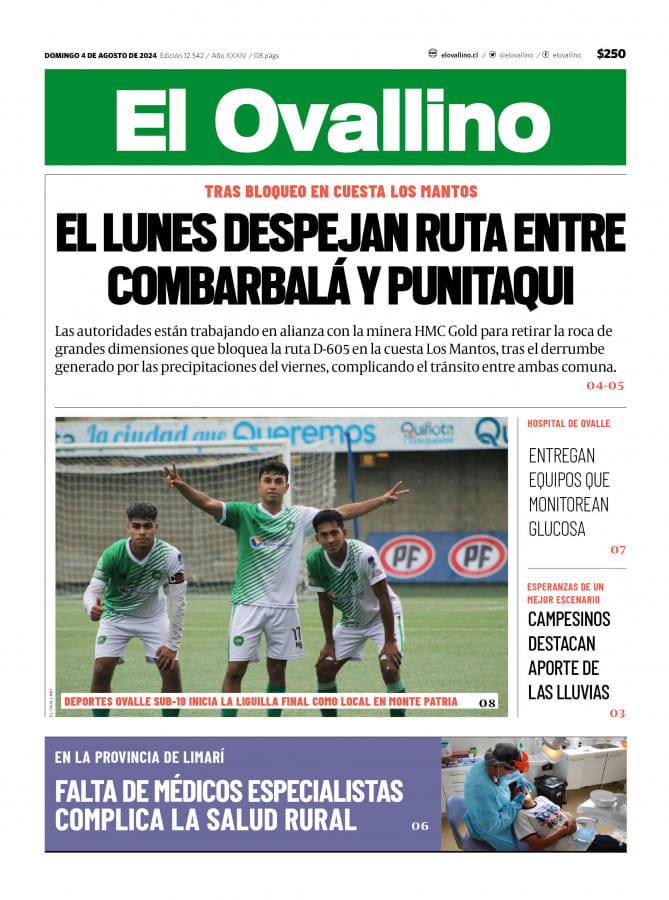 DOMINGO 4 DE AGOSTO DE 2024 Edición 12.542 / Año XXXIV / 08 págs
elovallino.cl / @elovallino / elovallino $250
El Ovallino
TRAS BLOQUEO EN CUESTA LOS MANTOS
EL LUNES DESPEJAN RUTA ENTRE
COMBARBALÁ Y PUNITAQUI
Las autoridades están trabajando en alianza con la minera HMC Gold para retirar la roca de
grandes dimensiones que bloquea la ruta D-605 en la cuesta Los Mantos, tras el derrumbe
generado por las precipitaciones del viernes, complicando el tránsito entre ambas comuna.
04-05
la ciudad que Queremos
Quillota
PF
PF
17
EL OVALLINO
DEPORTES OVALLE SUB-19 INICIA LA LIGUILLA FINAL COMO LOCAL EN MONTE PATRIA 08
HOSPITAL DE OVALLE
ENTREGAN
EQUIPOS QUE
MONITOREAN
GLUCOSA
07
ESPERANZAS DE UN
MEJOR ESCENARIO
CAMPESINOS
DESTACAN
APORTE DE
LAS LLUVIAS
03
EN LA PROVINCIA DE LIMARÍ
FALTA DE MÉDICOS ESPECIALISTAS
COMPLICA LA SALUD RURAL 06